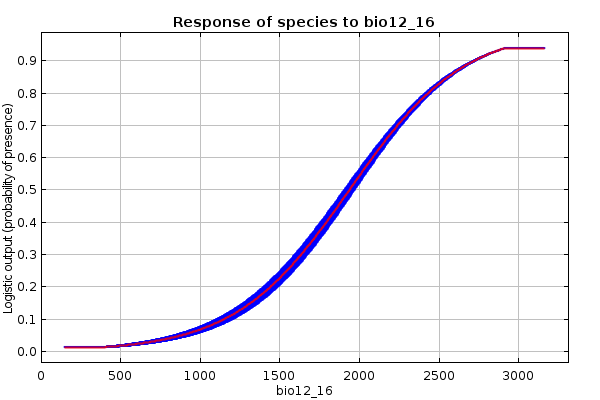 Response of species to bio12_16
Logistic output (probability of presence)
0.9
0.8
0.7
0.6
0.5
0.4
0.3
0.2
0.1
0.0
0 500 1000 1500 2000 2500 3000
bio12_16